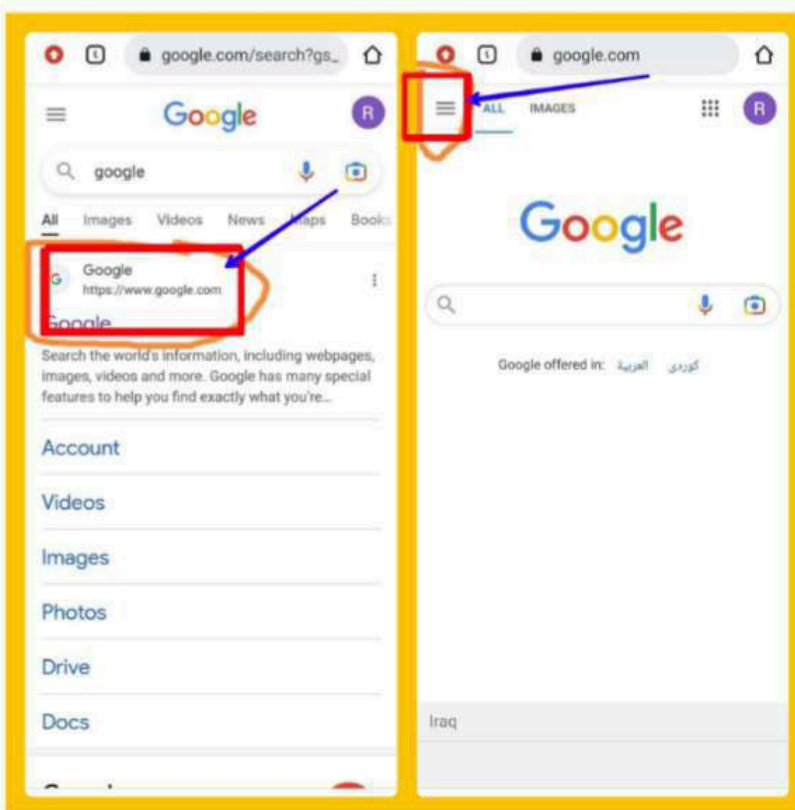 google.com/search?gs_
Google
R
google
All Images Videos News Maps Books
G
Google
https://www.google.com
Google
Search the world's information, including webpages,
images, videos and more. Google has many special
features to help you find exactly what you're...
Account
Videos
Images
Photos
Drive
Docs
google.com
ALL IMAGES
R
Google
Google offered in: العربية كوردی
Iraq